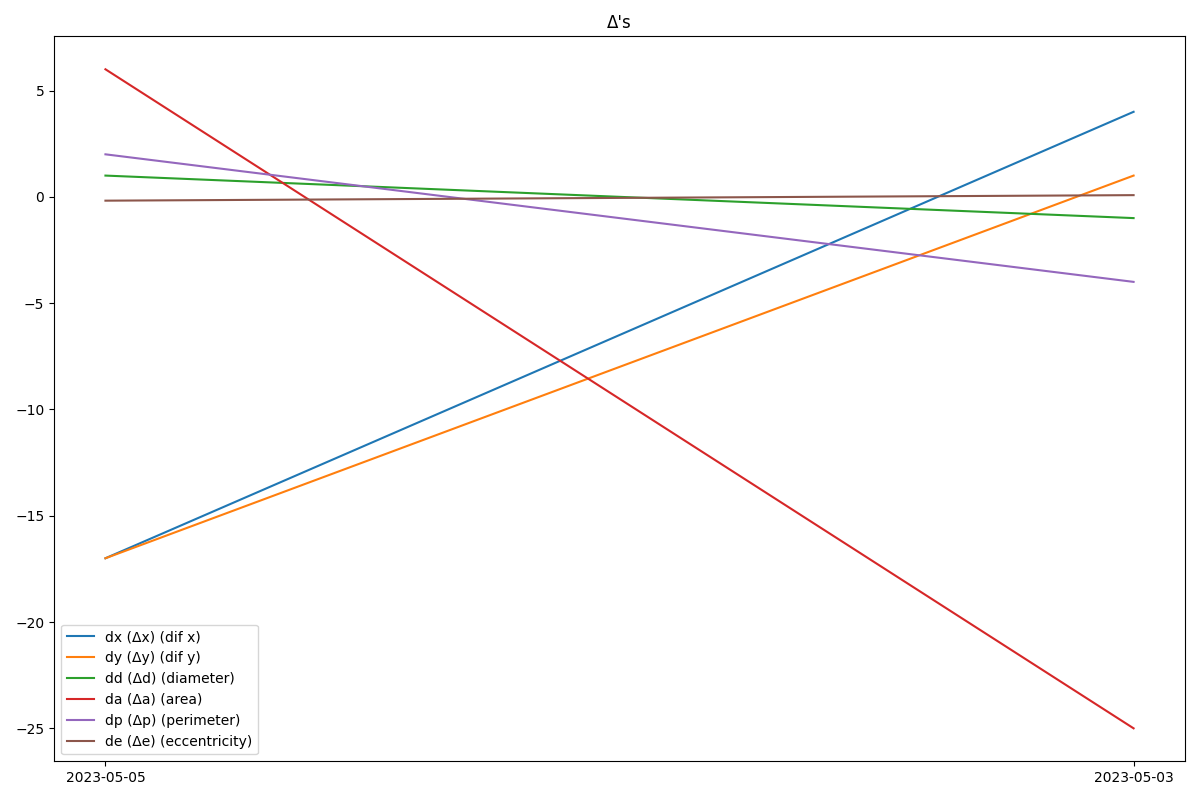 Δ's
5
0
−5
−10
−15
−20
−25
dx (Δx) (dif x)
dy (Δy) (dif y)
dd (Δd) (diameter)
da (Δa) (area)
dp (Δp) (perimeter)
de (Δe) (eccentricity)
2023-05-05
2023-05-03